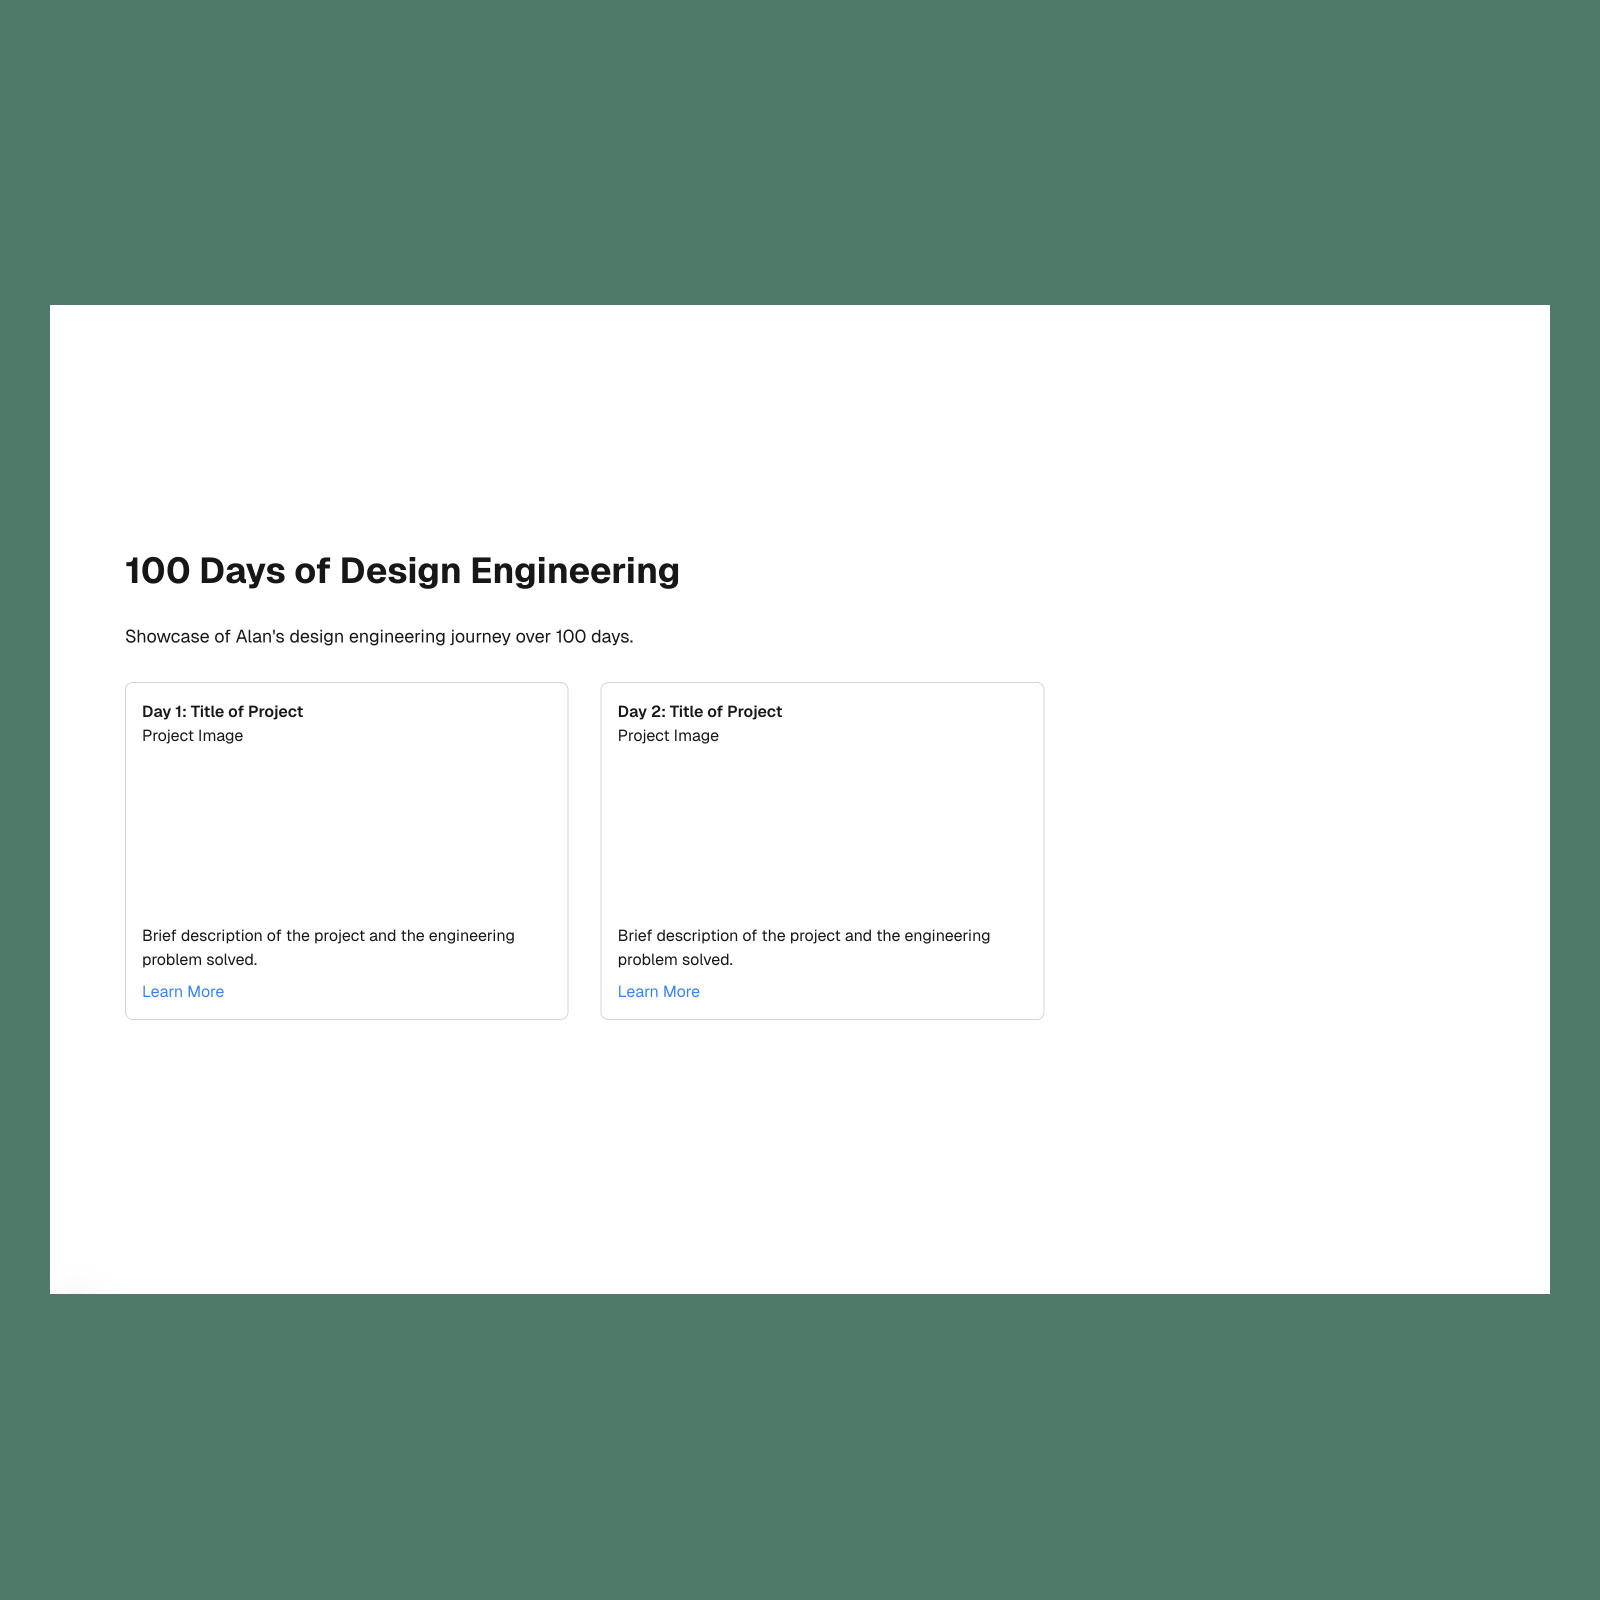 100 Days of Design Engineering
Showcase of Alan's design engineering journey over 100 days.
Day 1: Title of Project
Project Image
Brief description of the project and the engineering
problem solved.
Learn More
Day 2: Title of Project
Project Image
Brief description of the project and the engineering
problem solved.
Learn More